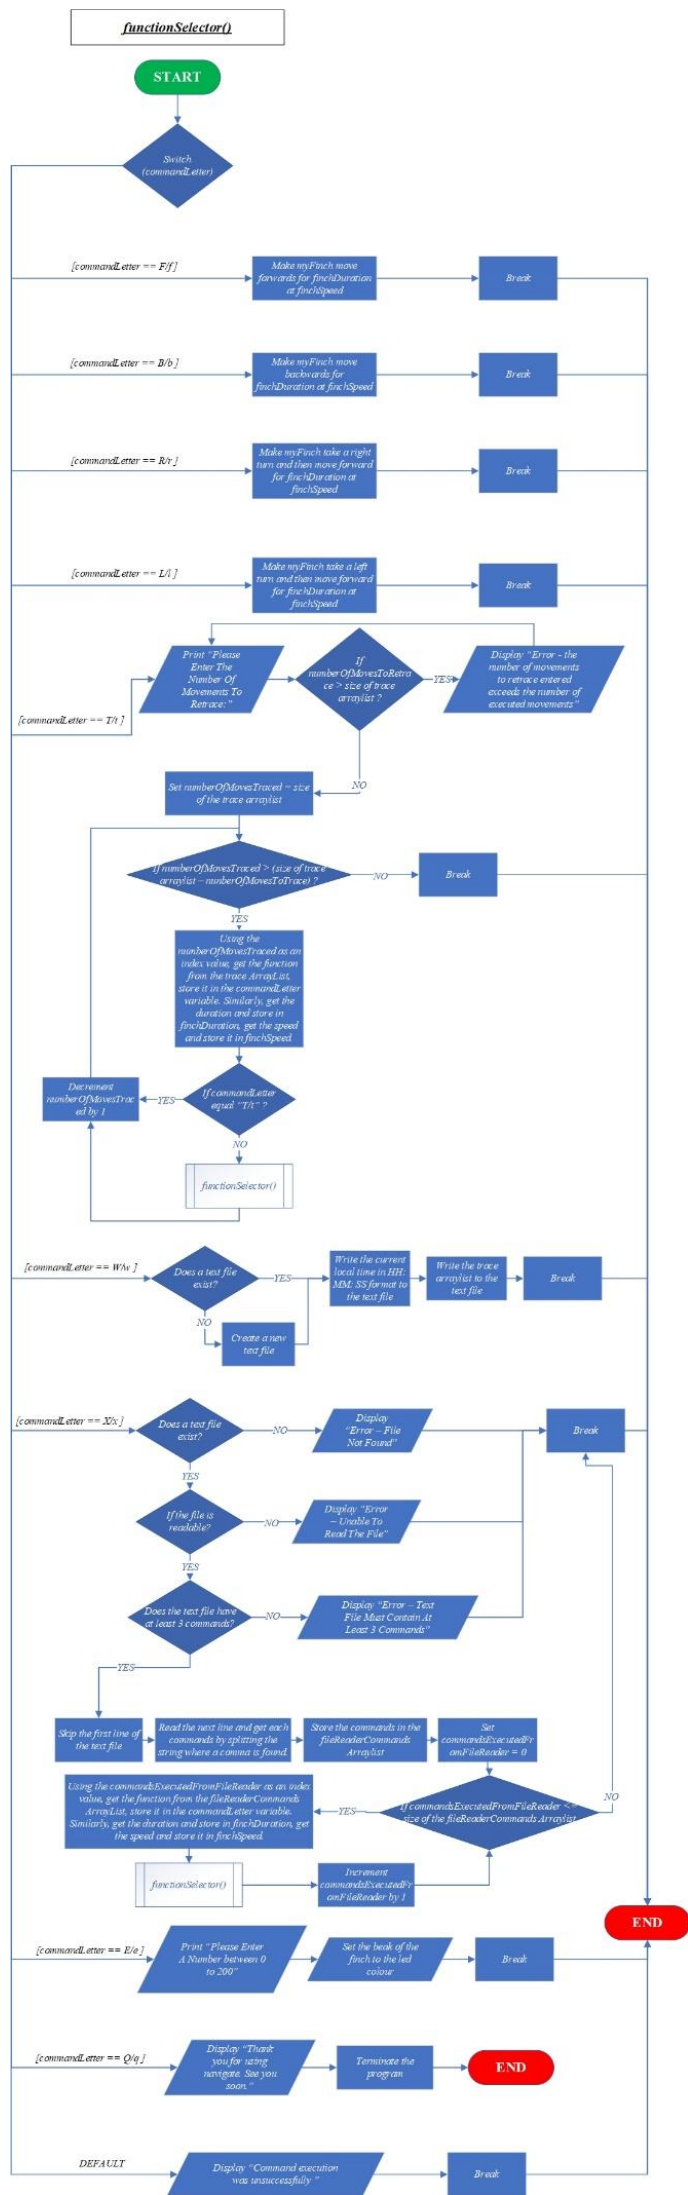 functionSelector()
START
Switch
(commandLetter)
[commandLetter == F/f ]
Make myFinch move
forwards for finchDuration
at finchSpeed
Break
[commandLetter == B/b ]
Make myFinch move
backwards for
finchDuration at finchSpeed
Break
[commandLetter == R/r ]
Make myFinch take a right
turn and then move forward
for finchDuration at
finchSpeed
Break
[commandLetter == L/l ]
Make myFinch take a left
turn and then move forward
for finchDuration at
finchSpeed
Break
[commandLetter == T/t ]
Print "Please
Enter The
Number Of
Movements To
Retrace:"
If
numberOfMovesToRetra
ce > size of trace
arraylist ?
YES
Display "Error - the
number of movements
to retrace entered
exceeds the number of
executed movements"
NO
Set numberOfMovesTraced = size
of the trace arraylist
If numberOfMovesTraced > (size of trace
arraylist – numberOfMovesToTrace) ?
NO
Break
YES
Using the
numberOfMovesTraced as an
index value, get the function
from the trace ArrayList,
store it in the commandLetter
variable. Similarly, get the
duration and store in
finchDuration, get the speed
and store it in finchSpeed
If commandLetter
equal "T/t" ?
YES
Decrement
numberOfMovesTrac
ed by 1
NO
functionSelector()
[commandLetter == W/w ]
Does a text file
exist?
YES
NO
Create a new
text file
Write the current
local time in HH:
MM: SS format to
the text file
Write the trace
arraylist to the
text file
Break
[commandLetter == X/x ]
Does a text file
exist?
NO
Display
"Error – File
Not Found"
Break
YES
If the file is
readable?
NO
Display "Error
– Unable To
Read The File"
YES
Does the text file have
at least 3 commands?
NO
Display "Error – Text
File Must Contain At
Least 3 Commands"
YES
Skip the first line of
the text file
Read the next line and get each
commands by splitting the
string where a comma is found.
Store the commands in the
fileReaderCommands
Arraylist
Set
commandsExecutedFr
omFileReader = 0
If commandsExecutedFromFileReader <=
size of the fileReaderCommands Arraylist
NO
YES
Using the commandsExecutedFromFileReader as an index
value, get the function from the fileReaderCommands
ArrayList, store it in the commandLetter variable.
Similarly, get the duration and store in finchDuration, get
the speed and store it in finchSpeed.
functionSelector()
Increment
commandsExecutedFr
omFileReader by 1
END
[commandLetter == E/e ]
Print "Please Enter
A Number between 0
to 200"
Set the beak of the
finch to the led
colour
Break
[commandLetter == Q/q ]
Display "Thank
you for using
navigate. See you
soon."
Terminate the
program
END
DEFAULT
Display "Command execution
was unsuccessfully "
Break